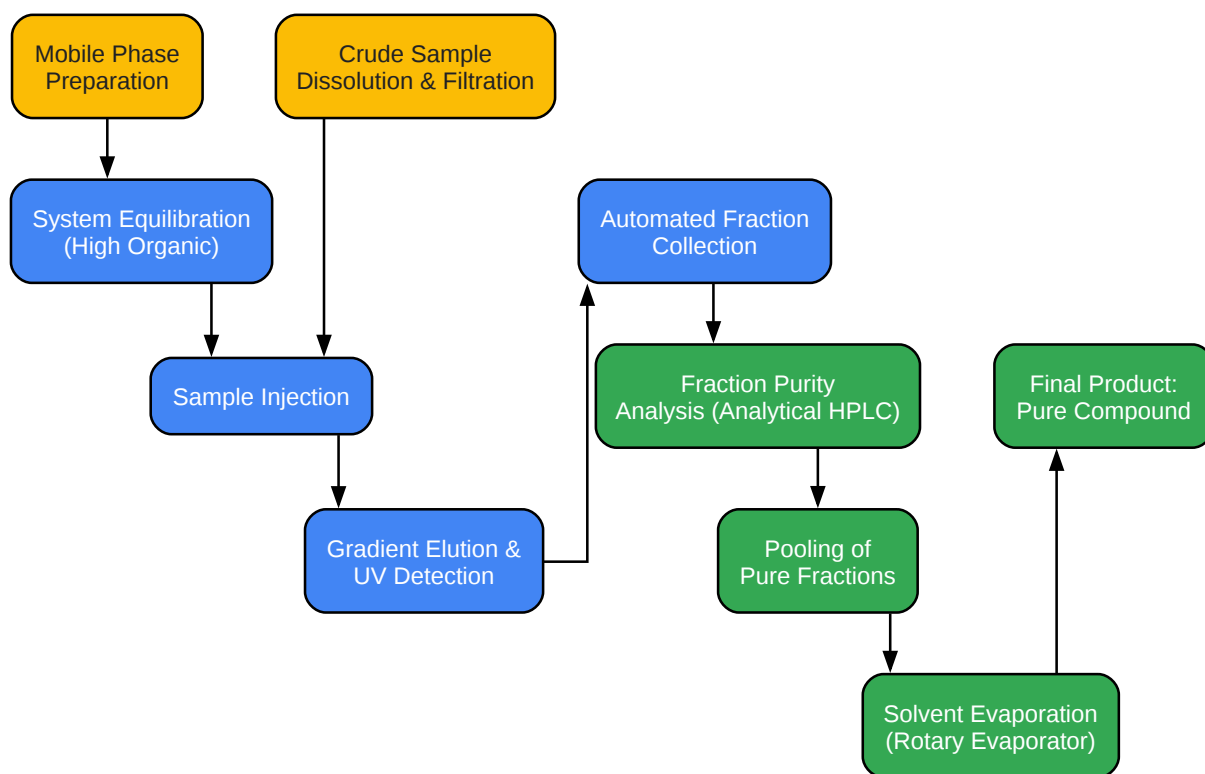 Mobile Phase
Preparation
Crude Sample
Dissolution & Filtration
System Equilibration
(High Organic)
Automated Fraction
Collection
Sample Injection
Fraction Purity
Analysis (Analytical HPLC)
Final Product:
Pure Compound
Gradient Elution &
UV Detection
Pooling of
Pure Fractions
Solvent Evaporation
(Rotary Evaporator)